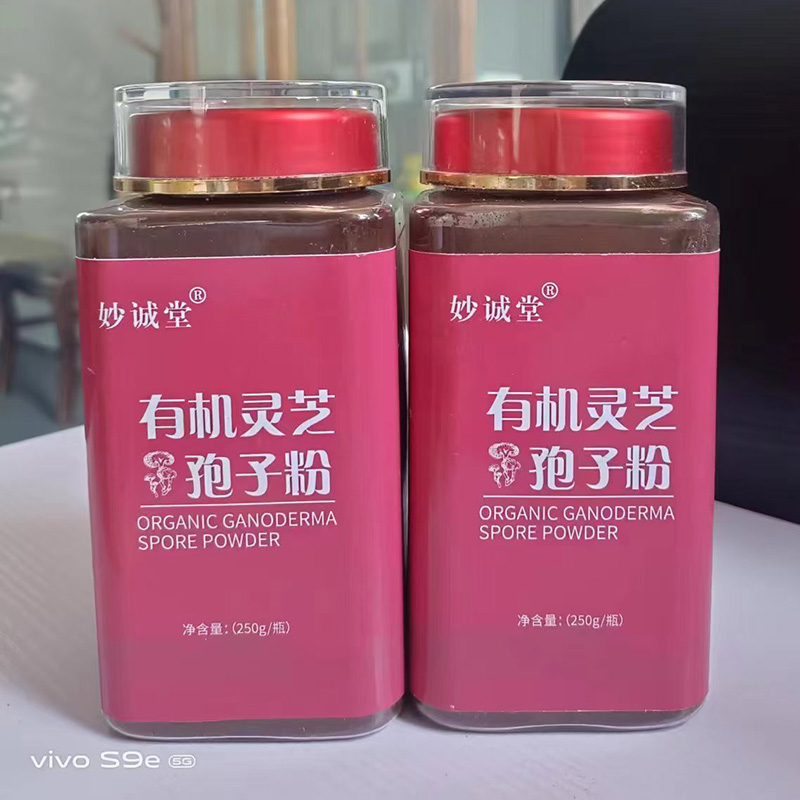 妙诚堂®
有机灵芝
孢子粉
ORGANIC GANODERMA
SPORE POWDER
净含量:(250g/瓶)
妙诚堂®
有机灵芝
孢子粉
ORGANIC GANODERMA
SPORE POWDER
净含量:(250g/瓶)
vivo S9e 5G